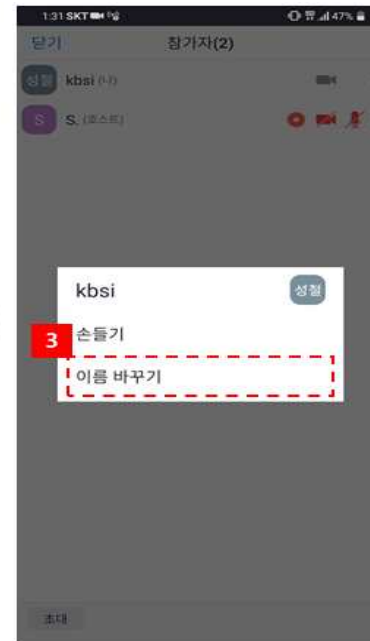 1:31 SKT
47%
닫기 참가자(2)
성철 kbsi (나)
S S. (호스트)
kbsi 성철
3 손들기
이름 바꾸기
초대